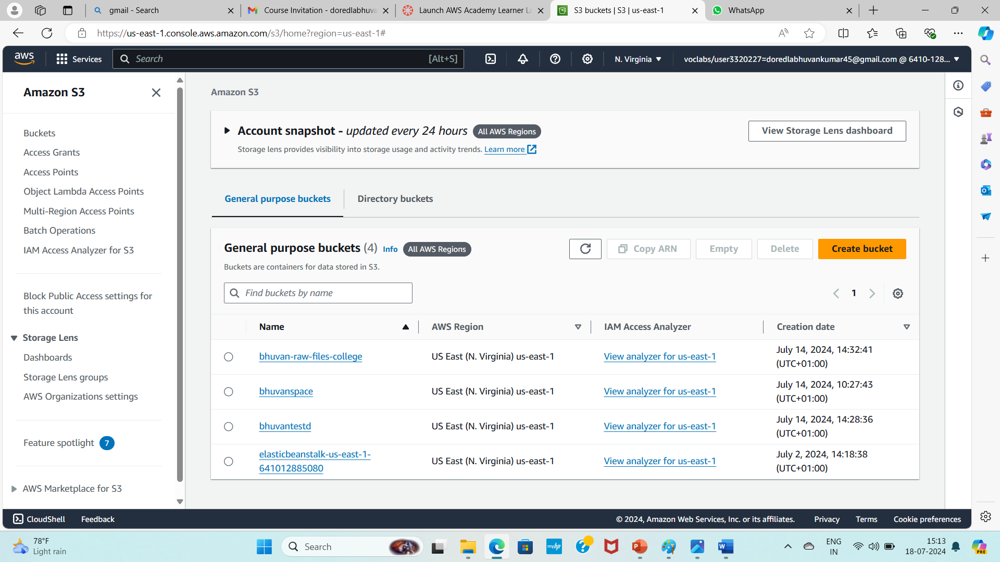 gmail - Search
Course Invitation - doredlabhuva
Launch AWS Academy Learner La
S3 buckets | S3 | us-east-1
WhatsApp
https://us-east-1.console.aws.amazon.com/s3/home?region=us-east-1#
aws
Services
Search
[Alt+S]
N. Virginia
voclabs/user3320227=doredlabhuvankumar45@gmail.com @ 6410-128...
Amazon S3
Buckets
Access Grants
Access Points
Object Lambda Access Points
Multi-Region Access Points
Batch Operations
IAM Access Analyzer for S3
Block Public Access settings for
this account
Storage Lens
Dashboards
Storage Lens groups
AWS Organizations settings
Feature spotlight 7
AWS Marketplace for S3
Amazon S3
Account snapshot - updated every 24 hours All AWS Regions
View Storage Lens dashboard
Storage lens provides visibility into storage usage and activity trends. Learn more
General purpose buckets
Directory buckets
General purpose buckets (4) Info All AWS Regions
Copy ARN
Empty
Delete
Create bucket
Buckets are containers for data stored in S3.
Find buckets by name
1
Name
AWS Region
IAM Access Analyzer
Creation date
bhuvan-raw-files-college
US East (N. Virginia) us-east-1
View analyzer for us-east-1
July 14, 2024, 14:32:41
(UTC+01:00)
bhuvanspace
US East (N. Virginia) us-east-1
View analyzer for us-east-1
July 14, 2024, 10:27:43
(UTC+01:00)
bhuvantestd
US East (N. Virginia) us-east-1
View analyzer for us-east-1
July 14, 2024, 14:28:36
(UTC+01:00)
elasticbeanstalk-us-east-1-
641012885080
US East (N. Virginia) us-east-1
View analyzer for us-east-1
July 2, 2024, 14:18:38
(UTC+01:00)
CloudShell
Feedback
© 2024, Amazon Web Services, Inc. or its affiliates.
Privacy
Terms
Cookie preferences
78°F
Light rain
Search
myhp
ENG
IN
15:13
18-07-2024
PRE